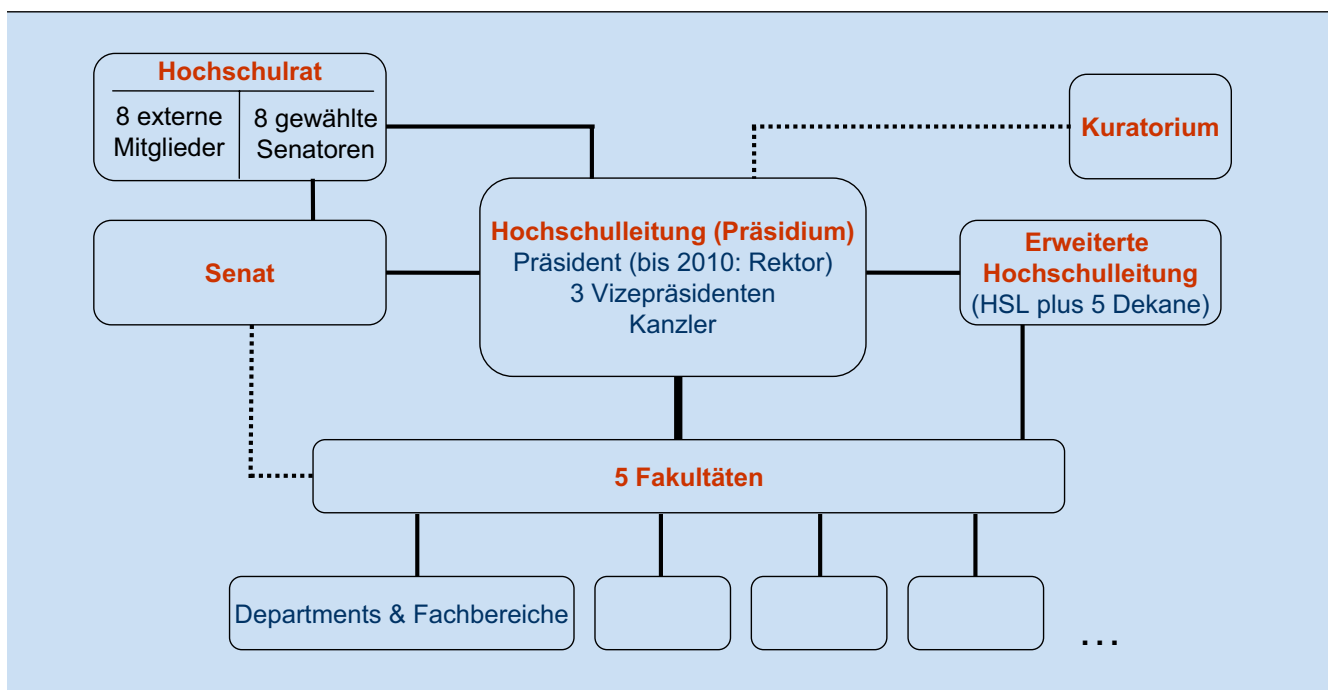 Hochschulrat
8 externe
Mitglieder
8 gewählte
Senatoren
Kuratorium
Hochschulleitung (Präsidium)
Präsident (bis 2010: Rektor)
3 Vizepräsidenten
Kanzler
Senat
Erweiterte
Hochschulleitung
(HSL plus 5 Dekane)
5 Fakultäten
Departments & Fachbereiche
...